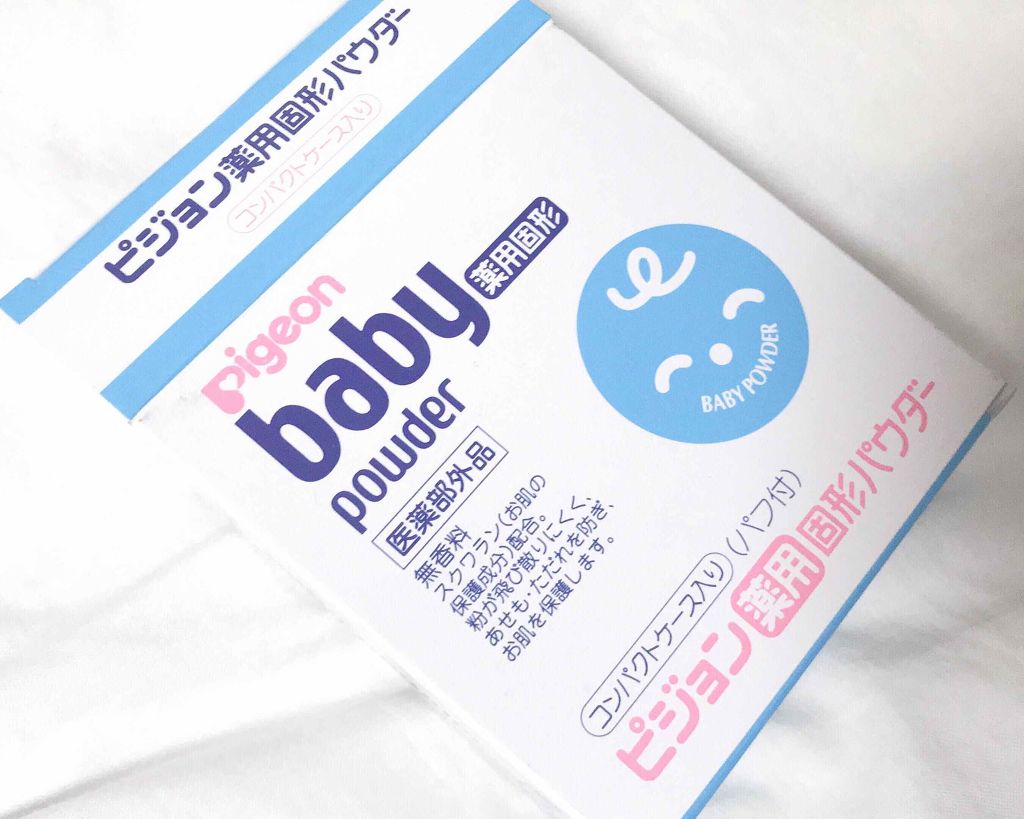 ピジョン薬用固形パウダー
コンパクトケース入り
Pigeon
baby
薬用固形
powder
医薬部外品
無香料
スクワラン(お肌の
保護成分)配合。
粉が飛び散りにくく、
あせも・ただれを防ぎ、
お肌を保護します。
BABY POWDER
コンパクトケース入り(パフ付)
ピジョン薬用固形パウダー